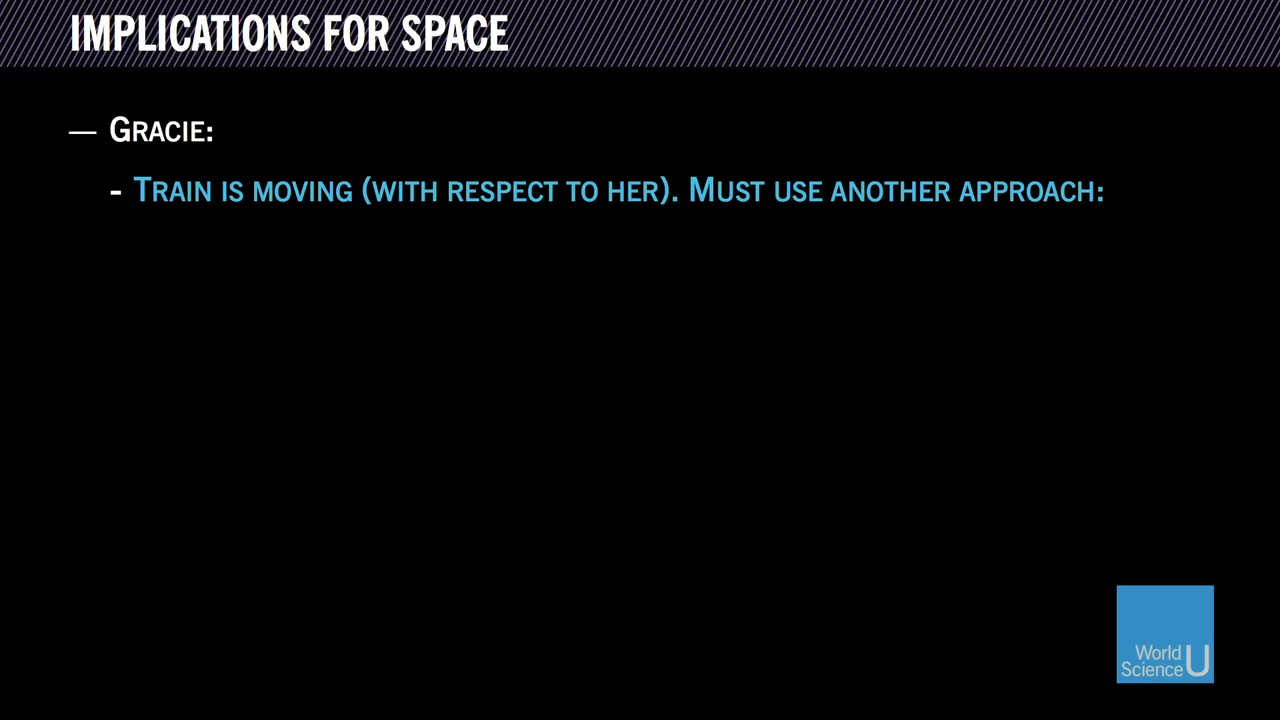 IMPLICATIONS FOR SPACE
— GRACIE:
- TRAIN IS MOVING (WITH RESPECT TO HER). MUST USE ANOTHER APPROACH:
World
Science U